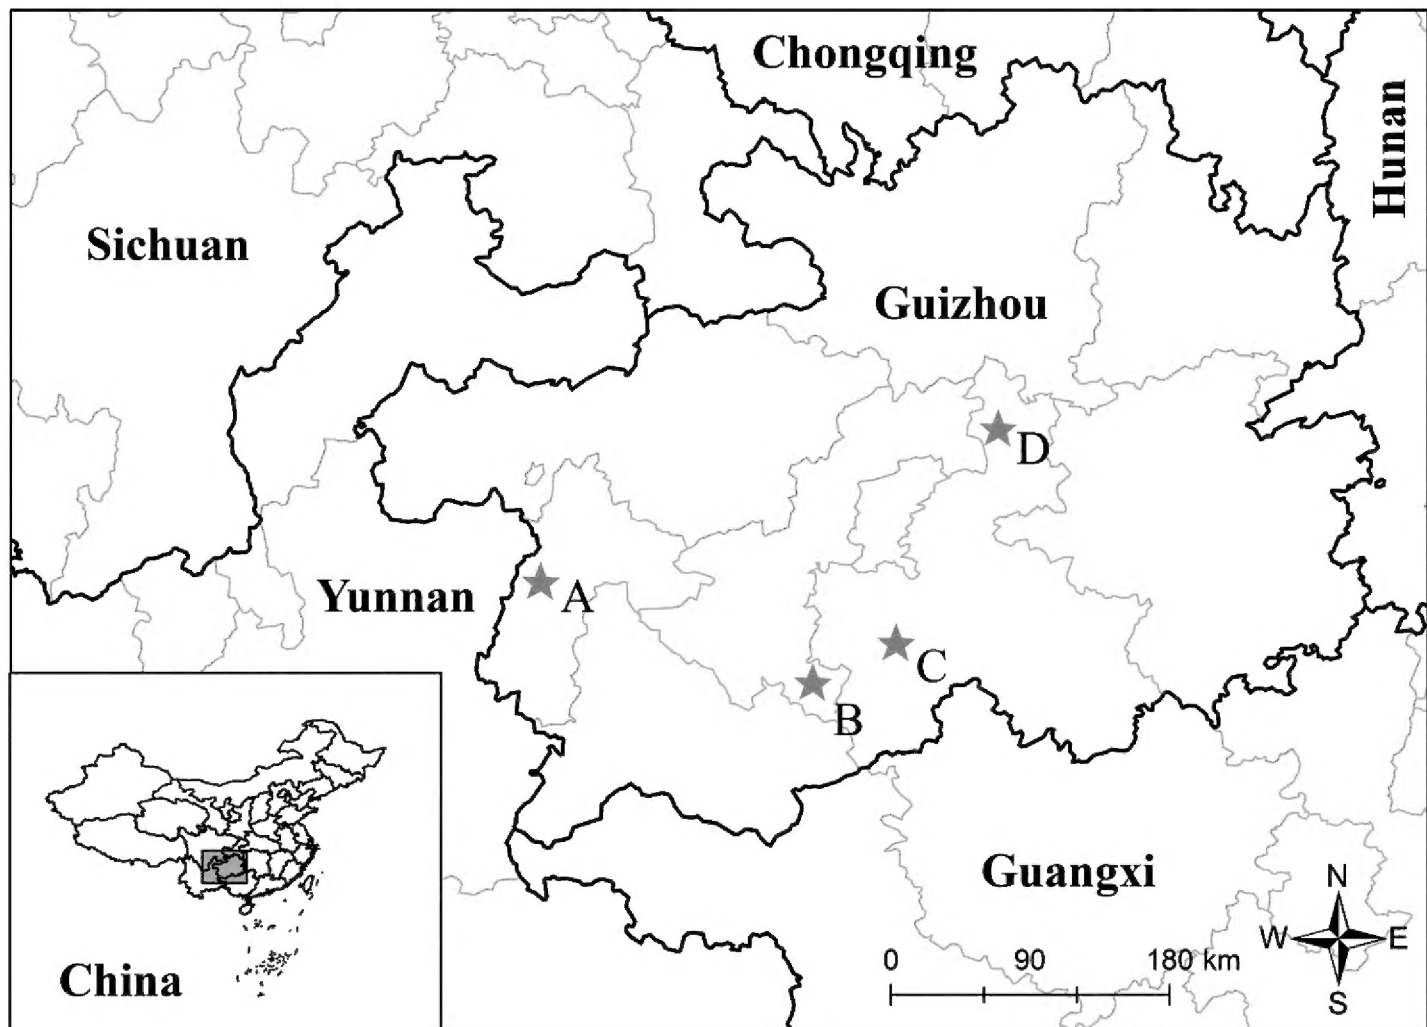 Chongqing
Hunan
Sichuan
Guizhou
D
Yunnan
A
C
B
Guangxi
N
W
E
S
0 90 180 km
China